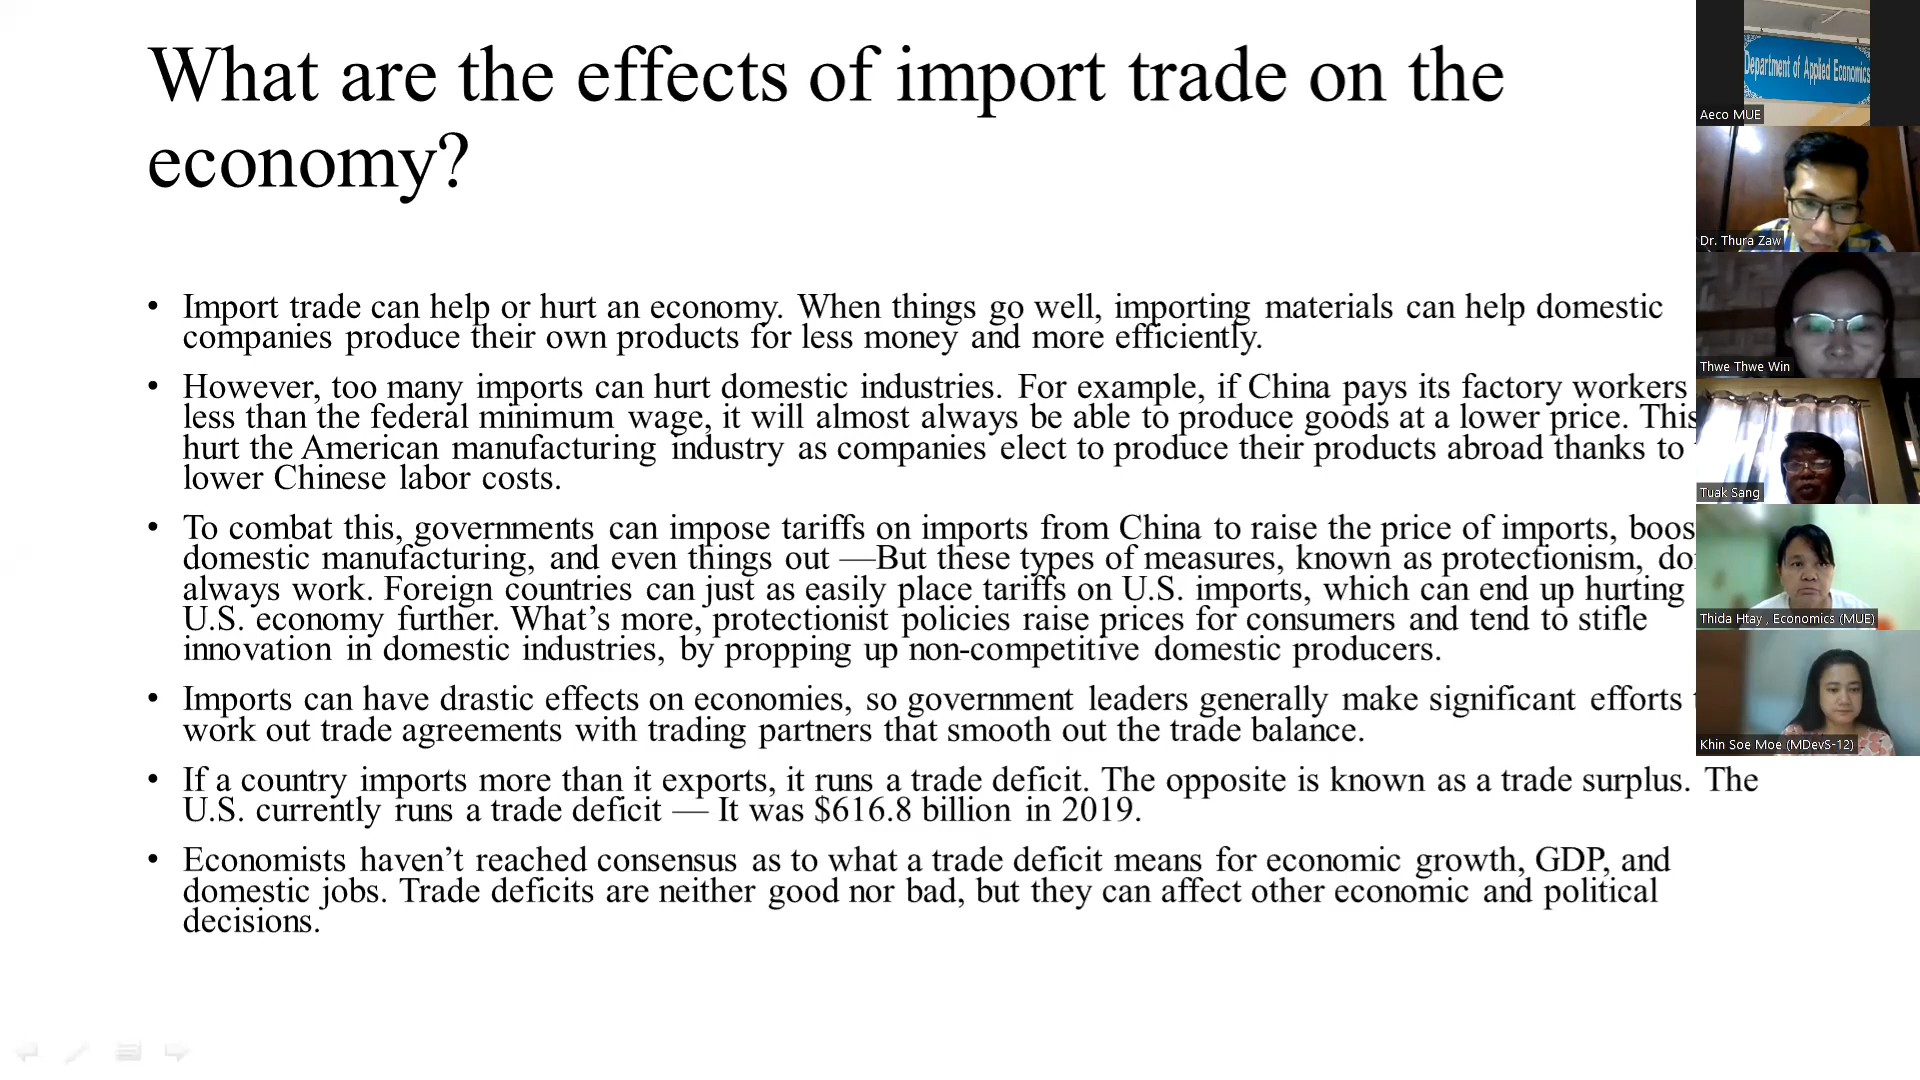 What are the effects of import trade on the
economy?
• Import trade can help or hurt an economy. When things go well, importing materials can help domestic
companies produce their own products for less money and more efficiently.
• However, too many imports can hurt domestic industries. For example, if China pays its factory workers
less than the federal minimum wage, it will almost always be able to produce goods at a lower price. This
hurt the American manufacturing industry as companies elect to produce their products abroad thanks to
lower Chinese labor costs.
• To combat this, governments can impose tariffs on imports from China to raise the price of imports, boos
domestic manufacturing, and even things out —But these types of measures, known as protectionism, do
always work. Foreign countries can just as easily place tariffs on U.S. imports, which can end up hurting
U.S. economy further. What’s more, protectionist policies raise prices for consumers and tend to stifle
innovation in domestic industries, by propping up non-competitive domestic producers.
• Imports can have drastic effects on economies, so government leaders generally make significant efforts
work out trade agreements with trading partners that smooth out the trade balance.
• If a country imports more than it exports, it runs a trade deficit. The opposite is known as a trade surplus. The
U.S. currently runs a trade deficit — It was $616.8 billion in 2019.
• Economists haven’t reached consensus as to what a trade deficit means for economic growth, GDP, and
domestic jobs. Trade deficits are neither good nor bad, but they can affect other economic and political
decisions.
Department of Applied Economics
Aeco MUE
Dr. Thura Zaw
Thwe Thwe Win
Tuak Sang
Thida Htay , Economics (MUE)
Khin Soe Moe (MDevS-12)